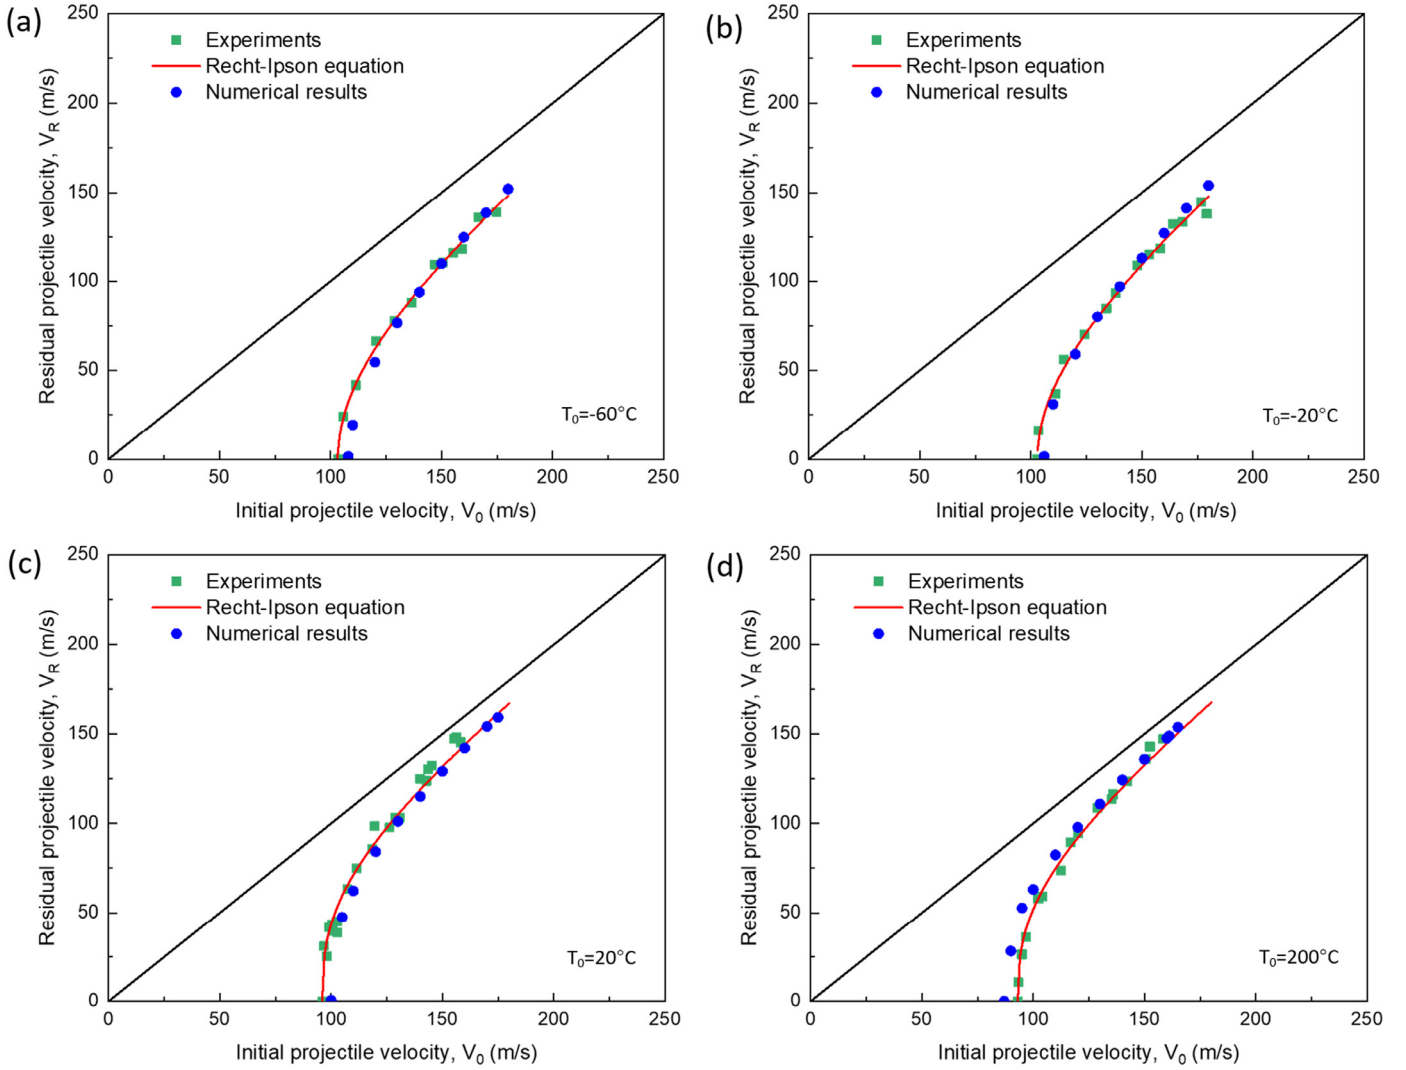 (a)
Experiments
Recht-Ipson equation
Numerical results
T₀=-60°C
Residual projectile velocity, V_R (m/s)
250
200
150
100
50
0
0 50 100 150 200 250
Initial projectile velocity, V₀ (m/s)
(b)
Experiments
Recht-Ipson equation
Numerical results
T₀=-20°C
Residual projectile velocity, V_R (m/s)
250
200
150
100
50
0
0 50 100 150 200 250
Initial projectile velocity, V₀ (m/s)
(c)
Experiments
Recht-Ipson equation
Numerical results
T₀=20°C
Residual projectile velocity, V_R (m/s)
250
200
150
100
50
0
0 50 100 150 200 250
Initial projectile velocity, V₀ (m/s)
(d)
Experiments
Recht-Ipson equation
Numerical results
T₀=200°C
Residual projectile velocity, V_R (m/s)
250
200
150
100
50
0
0 50 100 150 200 250
Initial projectile velocity, V₀ (m/s)